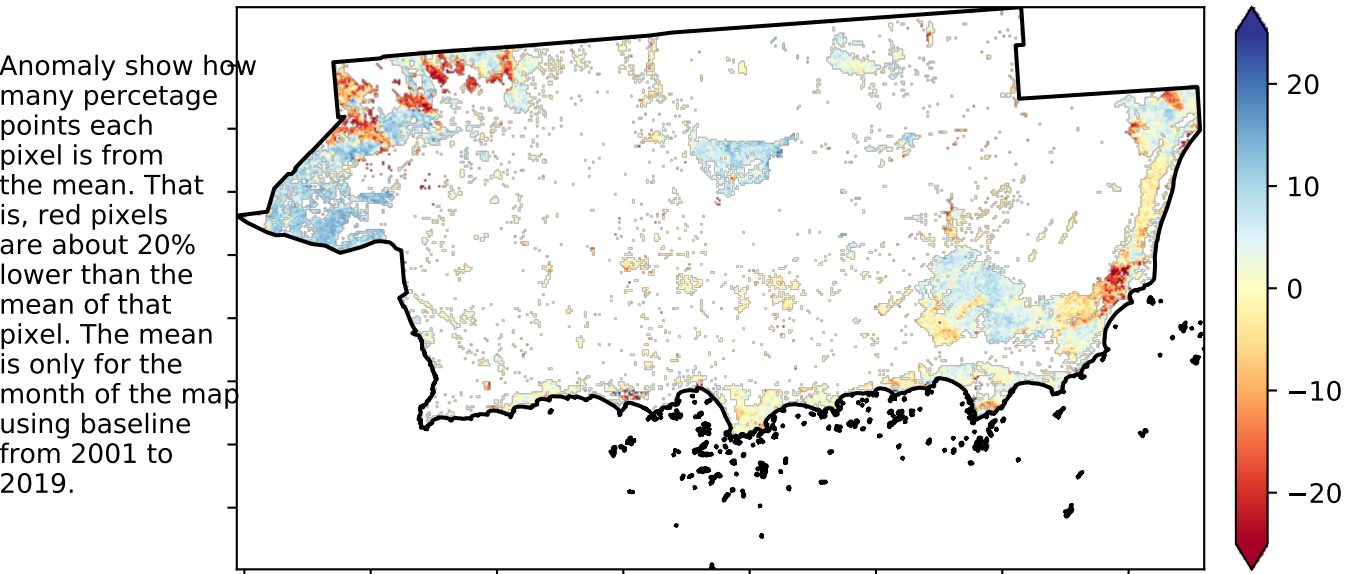 Anomaly show how
many percetage
points each
pixel is from
the mean. That
is, red pixels
are about 20%
lower than the
mean of that
pixel. The mean
is only for the
month of the map
using baseline
from 2001 to
2019.
20
10
0
−10
−20